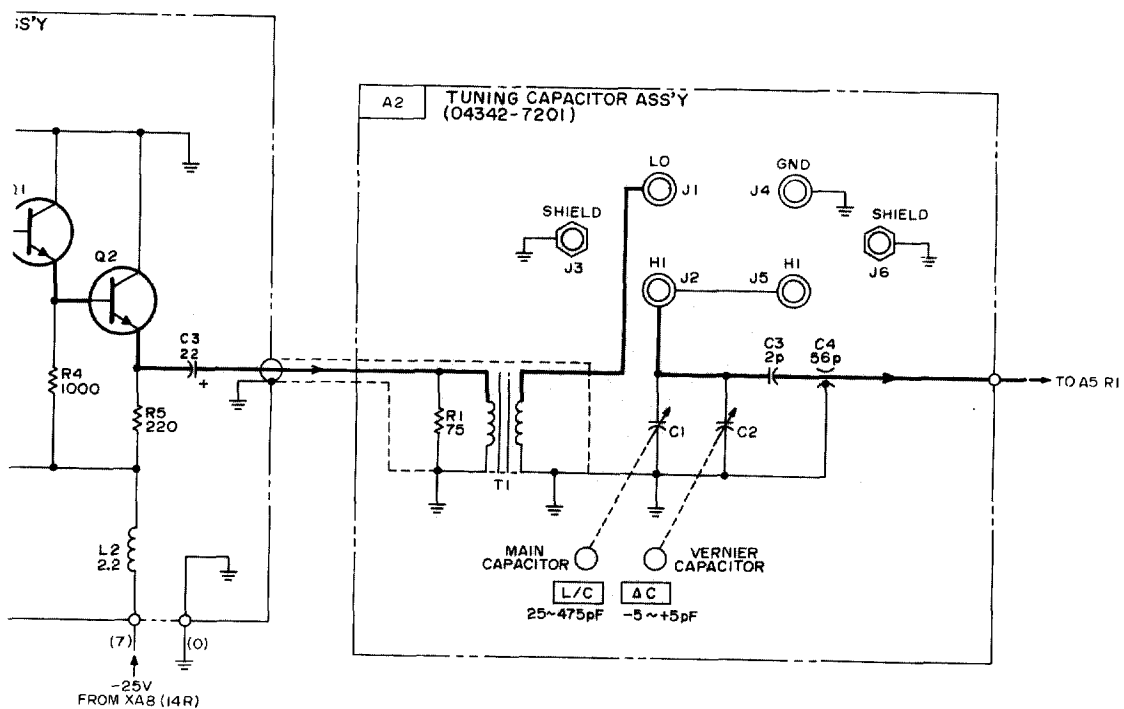 SS'Y
A2
TUNING CAPACITOR ASS'Y
(04342-7201)
LO
J1
GND
J4
SHIELD
J3
SHIELD
J6
HI
J2
J5
HI
Q1
Q2
C3
22
+
R4
1000
R5
220
R1
75
T1
C3
2p
C4
56p
TO A5 R1
C1
C2
L2
2.2
MAIN
CAPACITOR
VERNIER
CAPACITOR
L/C
ΔC
25~475pF
-5~+5pF
(7)
(0)
-25V
FROM XA8 (14R)